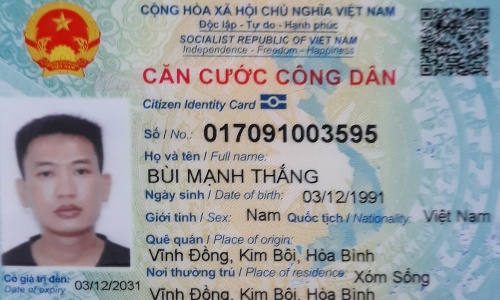 CỘNG HÒA XÃ HỘI CHỦ NGHĨA VIỆT NAM
Độc lập - Tự do - Hạnh phúc
SOCIALIST REPUBLIC OF VIET NAM
Independence - Freedom - Happiness
CĂN CƯỚC CÔNG DÂN
Citizen Identity Card
Số / No.: 017091003595
Họ và tên / Full name:
BÙI MẠNH THẮNG
Ngày sinh / Date of birth: 03/12/1991
Giới tính / Sex: Nam Quốc tịch / Nationality: Việt Nam
Quê quán / Place of origin:
Vĩnh Đồng, Kim Bôi, Hòa Bình
Nơi thường trú / Place of residence: Xóm Sống
Vĩnh Đồng, Kim Bôi, Hòa Bình
Có giá trị đến: 03/12/2031
Date of expiry